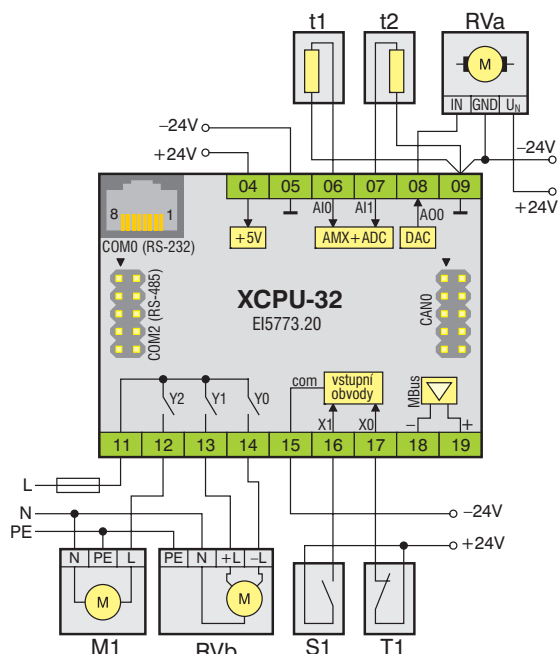 t1 t2 RVa
M
IN GND UN
−24V
+24V
−24V
+24V
04 05 06 07 08 09
8 1
AI0 AI1 AO0
+5V AMX+ADC DAC
COM0 (RS-232)
COM2 (RS-485)
XCPU-32
EI5773.20
CAN0
Y2 Y1 Y0
com
vstupní
obvody
X1 X0
MBus
− +
11 12 13 14 15 16 17 18 19
L
N
PE
−24V
+24V
N PE L
PE N +L −L
M
M
M1 RVb S1 T1